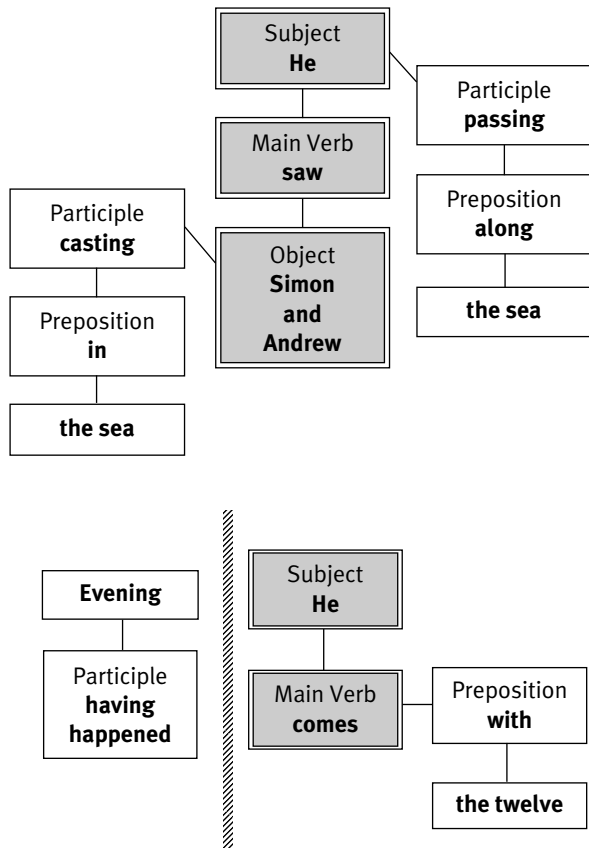 Subject
He
Participle
passing
Main Verb
saw
Preposition
along
Participle
casting
Object
Simon
and
Andrew
the sea
Preposition
in
the sea
Evening
Participle
having
happened
Subject
He
Main Verb
comes
Preposition
with
the twelve